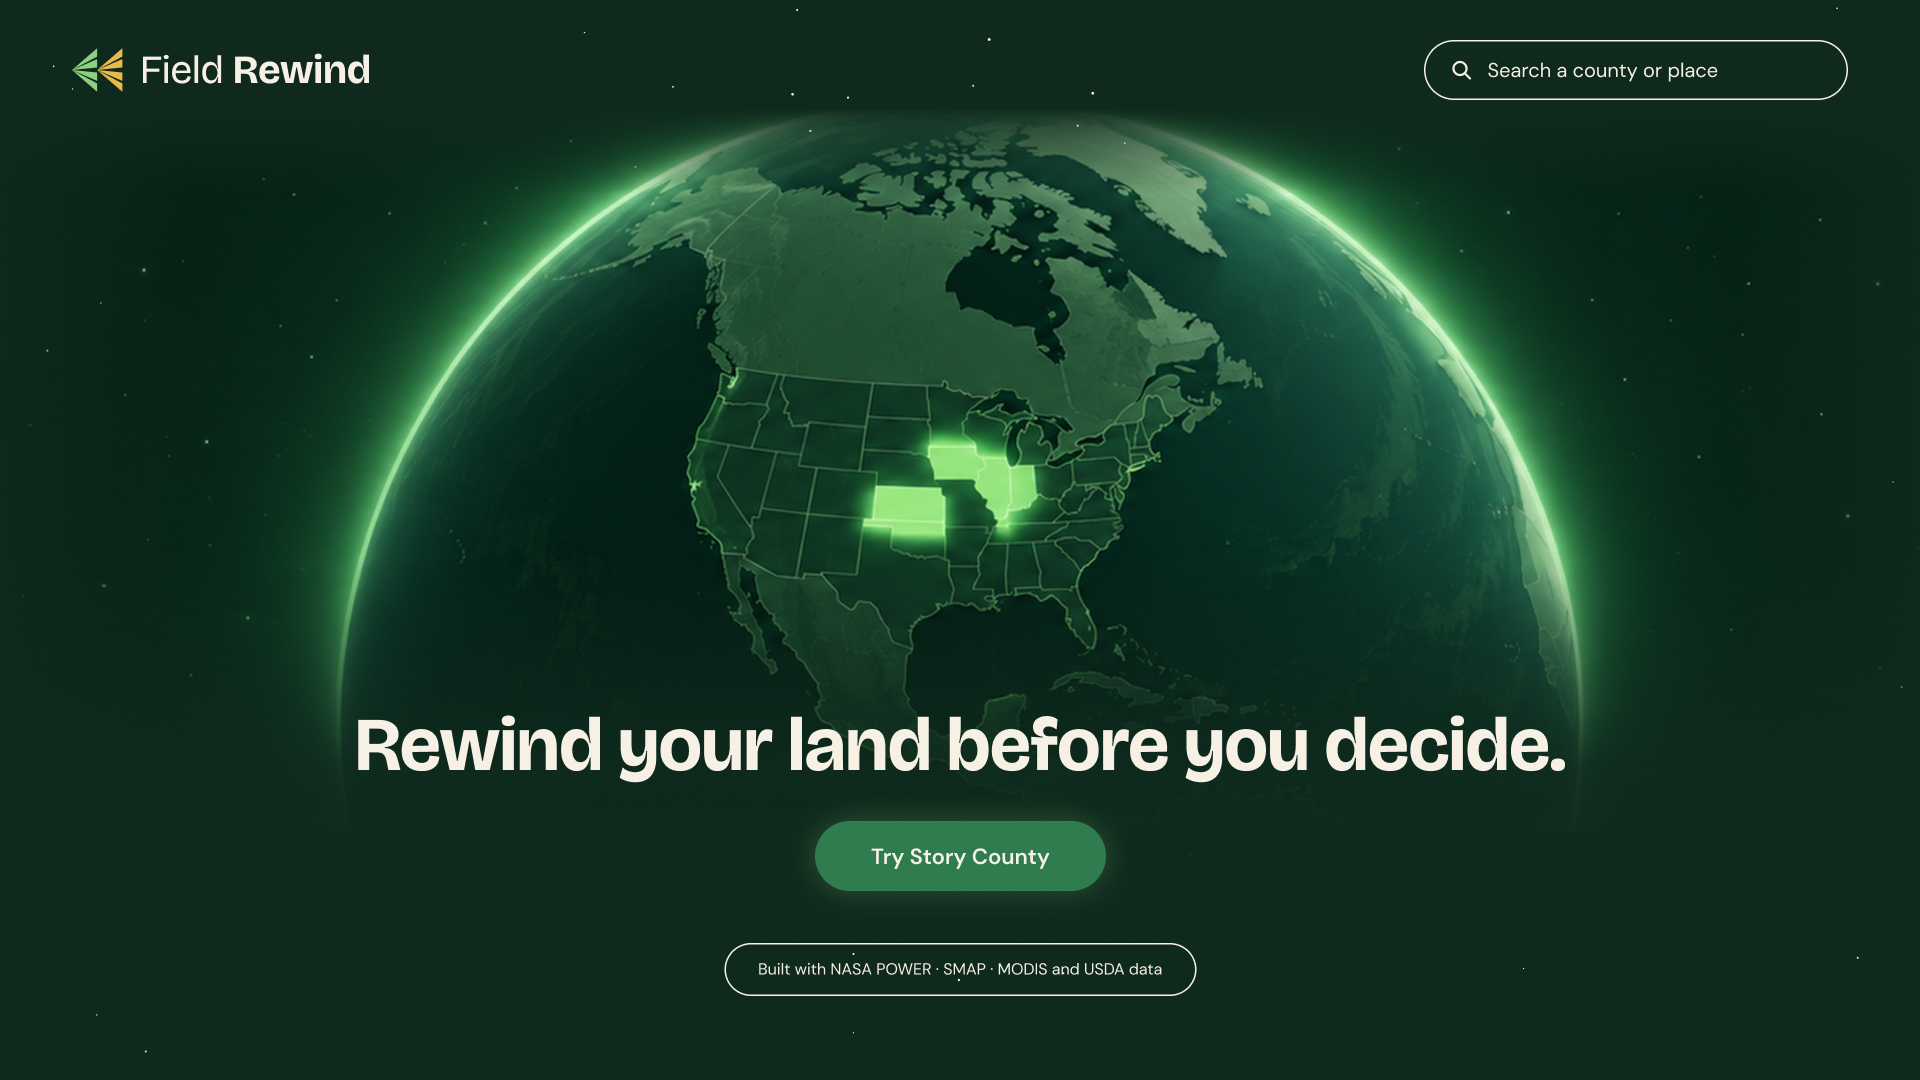 Field Rewind
Search a county or place
Rewind your land before you decide.
Try Story County
Built with NASA POWER · SMAP · MODIS and USDA data